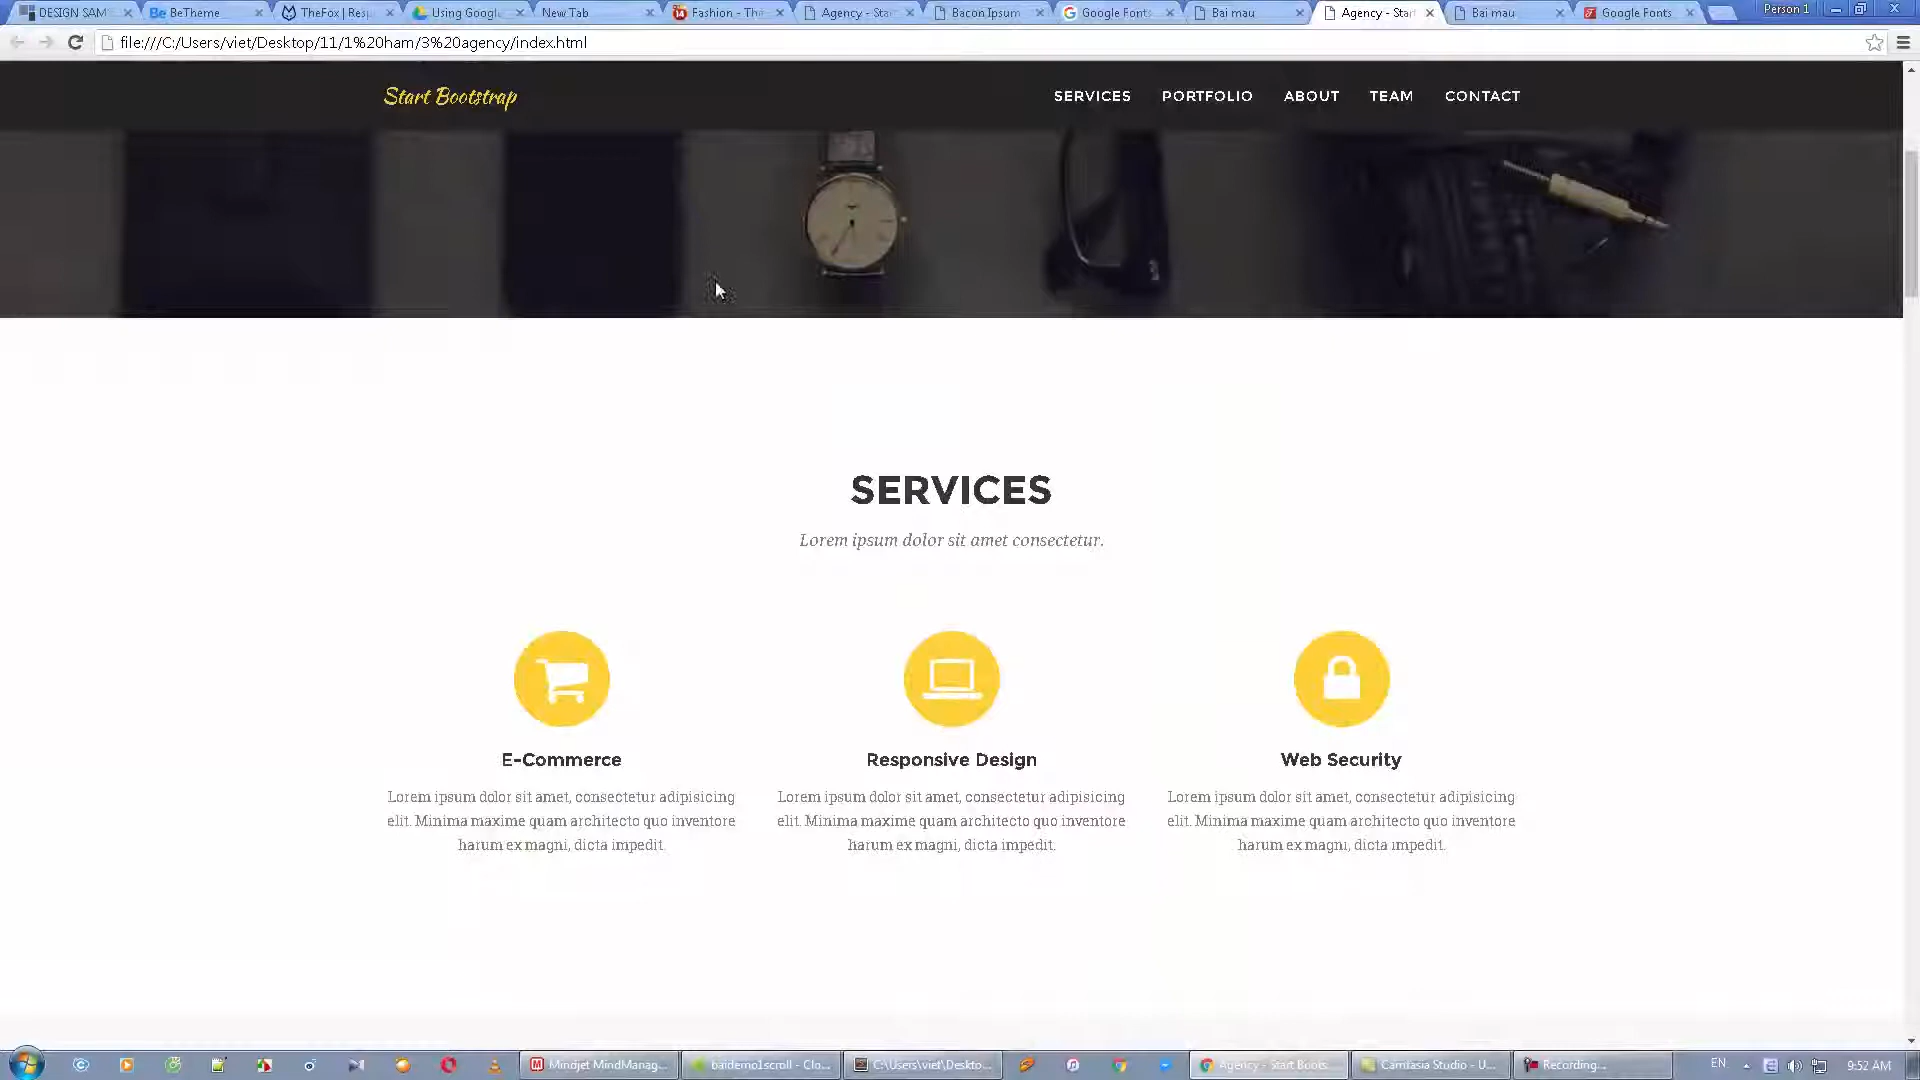 DESIGN SAM
BeTheme
TheFox | Resp
Using Google
New Tab
Fashion - The
Agency - Star
Bacon Ipsum
Google Fonts
Bai mau
Agency - Start
Bai mau
Google Fonts
Person 1
file:///C:/Users/viet/Desktop/11/1%20ham/3%20agency/index.html
Start Bootstrap
SERVICES
PORTFOLIO
ABOUT
TEAM
CONTACT
SERVICES
Lorem ipsum dolor sit amet consectetur.
E-Commerce
Lorem ipsum dolor sit amet, consectetur adipisicing
elit. Minima maxime quam architecto quo inventore
harum ex magni, dicta impedit.
Responsive Design
Lorem ipsum dolor sit amet, consectetur adipisicing
elit. Minima maxime quam architecto quo inventore
harum ex magni, dicta impedit.
Web Security
Lorem ipsum dolor sit amet, consectetur adipisicing
elit. Minima maxime quam architecto quo inventore
harum ex magni, dicta impedit.
Mindjet MindManag...
baidemo1scroll - Clo...
C:\Users\viet\Deskto...
Agency - Start Boots...
Camtasia Studio - U...
Recording...
EN
9:52 AM